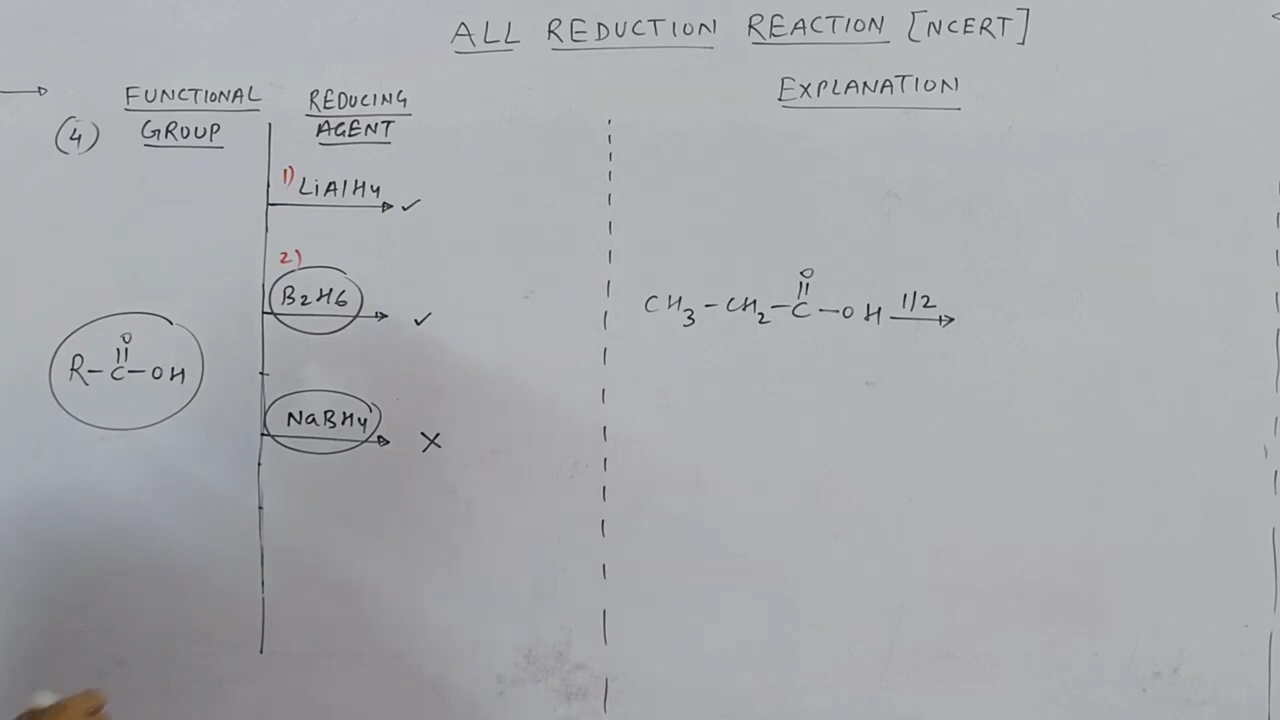 ALL REDUCTION REACTION [NCERT]
FUNCTIONAL GROUP
REDUCING AGENT
EXPLANATION
(4)
1) LiAlH4
2)
B2H6
NaBH4
O
R-C-OH
O
CH3-CH2-C-OH 1/2